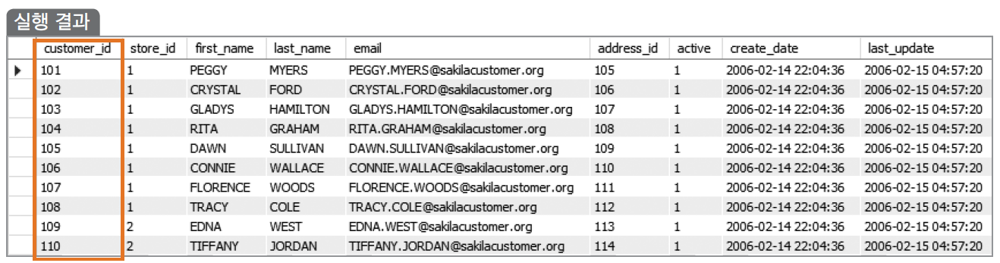 실행 결과
customer_id store_id first_name last_name email address_id active create_date last_update
101 1 PEGGY MYERS PEGGY.MYERS@sakilacustomer.org 105 1 2006-02-14 22:04:36 2006-02-15 04:57:20
102 1 CRYSTAL FORD CRYSTAL.FORD@sakilacustomer.org 106 1 2006-02-14 22:04:36 2006-02-15 04:57:20
103 1 GLADYS HAMILTON GLADYS.HAMILTON@sakilacustomer.org 107 1 2006-02-14 22:04:36 2006-02-15 04:57:20
104 1 RITA GRAHAM RITA.GRAHAM@sakilacustomer.org 108 1 2006-02-14 22:04:36 2006-02-15 04:57:20
105 1 DAWN SULLIVAN DAWN.SULLIVAN@sakilacustomer.org 109 1 2006-02-14 22:04:36 2006-02-15 04:57:20
106 1 CONNIE WALLACE CONNIE.WALLACE@sakilacustomer.org 110 1 2006-02-14 22:04:36 2006-02-15 04:57:20
107 1 FLORENCE WOODS FLORENCE.WOODS@sakilacustomer.org 111 1 2006-02-14 22:04:36 2006-02-15 04:57:20
108 1 TRACY COLE TRACY.COLE@sakilacustomer.org 112 1 2006-02-14 22:04:36 2006-02-15 04:57:20
109 2 EDNA WEST EDNA.WEST@sakilacustomer.org 113 1 2006-02-14 22:04:36 2006-02-15 04:57:20
110 2 TIFFANY JORDAN TIFFANY.JORDAN@sakilacustomer.org 114 1 2006-02-14 22:04:36 2006-02-15 04:57:20